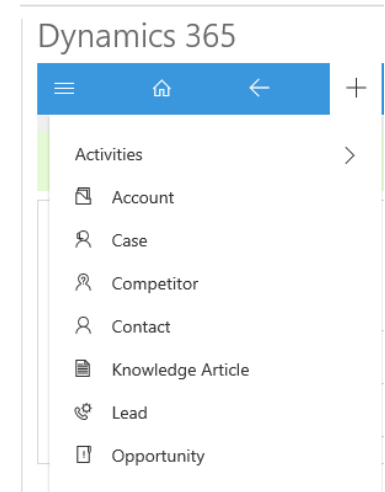 Dynamics 365
Activities
Account
Case
Competitor
Contact
Knowledge Article
Lead
Opportunity